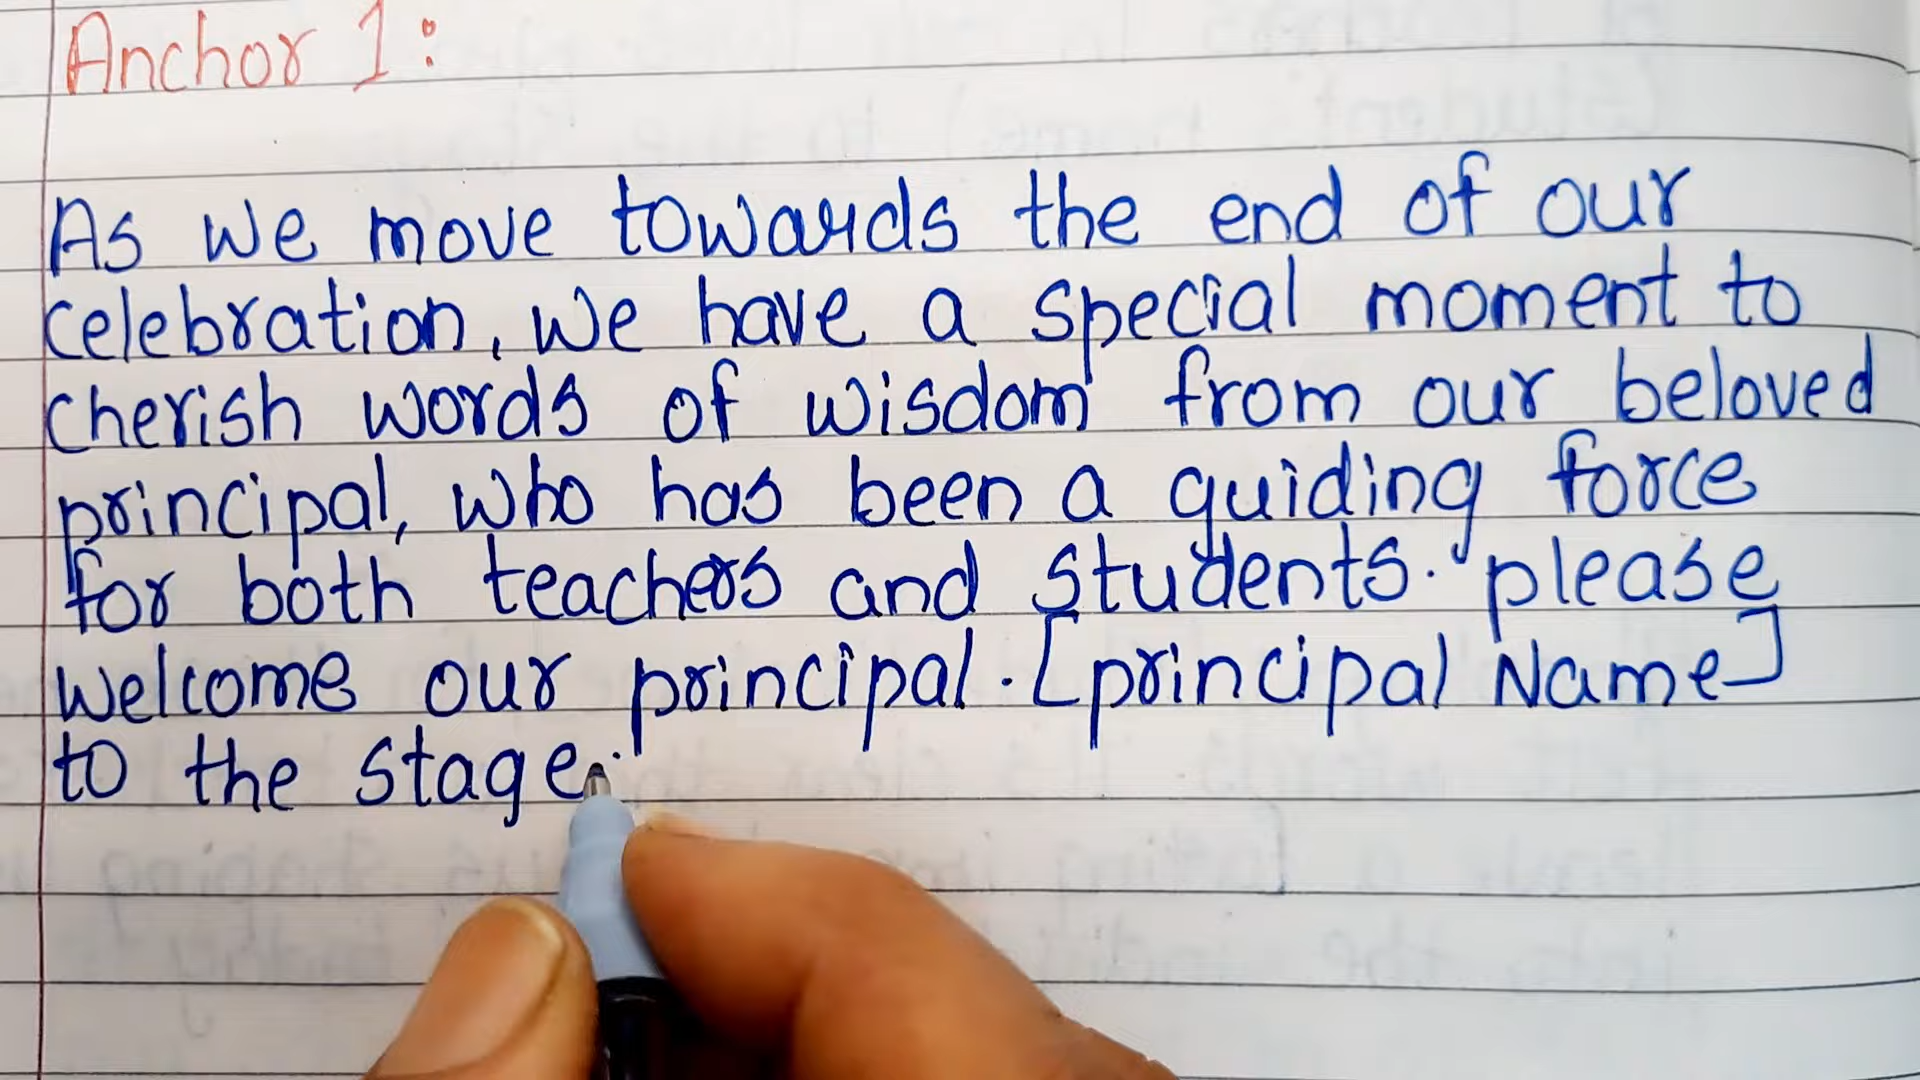 Anchor 1:
As we move towards the end of our
celebration, we have a special moment to
cherish words of wisdom from our beloved
principal, who has been a guiding force
for both teachers and students. please
welcome our principal. [principal Name]
to the stage.